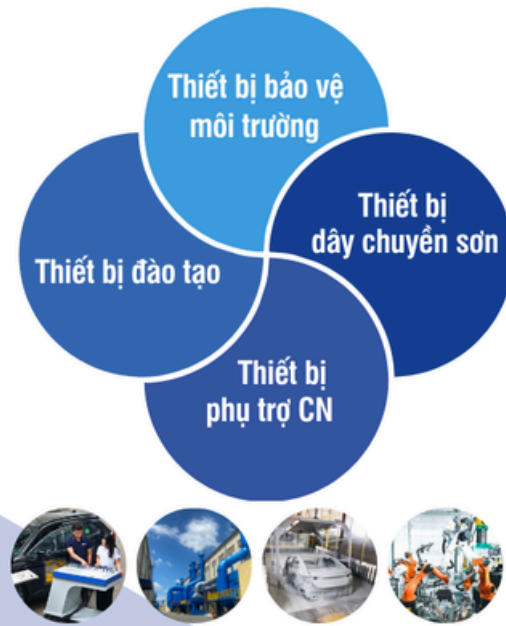 Thiết bị bảo vệ
môi trường
Thiết bị
dây chuyền sơn
Thiết bị đào tạo
Thiết bị
phụ trợ CN